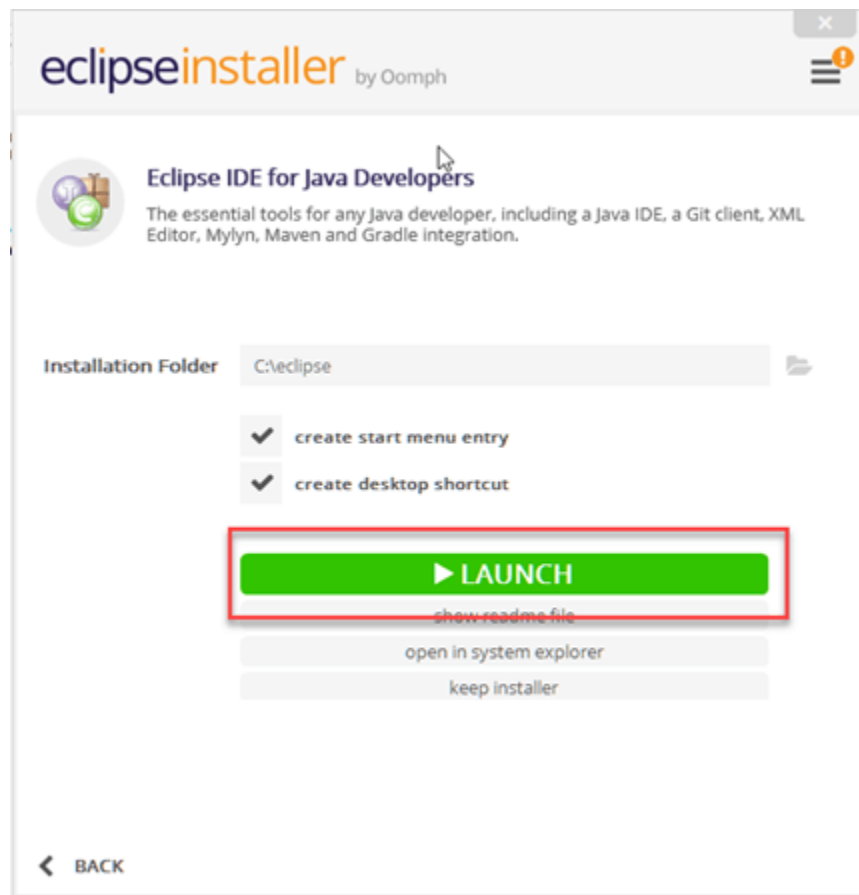 eclipseinstaller by Oomph
Eclipse IDE for Java Developers
The essential tools for any Java developer, including a Java IDE, a Git client, XML
Editor, Mylyn, Maven and Gradle integration.
Installation Folder C:\eclipse
create start menu entry
create desktop shortcut
LAUNCH
show readme file
open in system explorer
keep installer
BACK